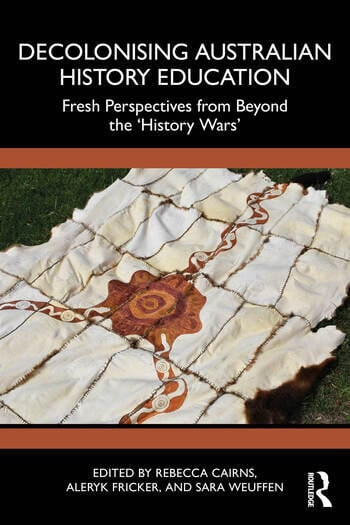 DECOLONISING AUSTRALIAN
HISTORY EDUCATION
Fresh Perspectives from Beyond
the ‘History Wars’
EDITED BY REBECCA CAIRNS,
ALERYK FRICKER, AND SARA WEUFFEN
ROUTLEDGE